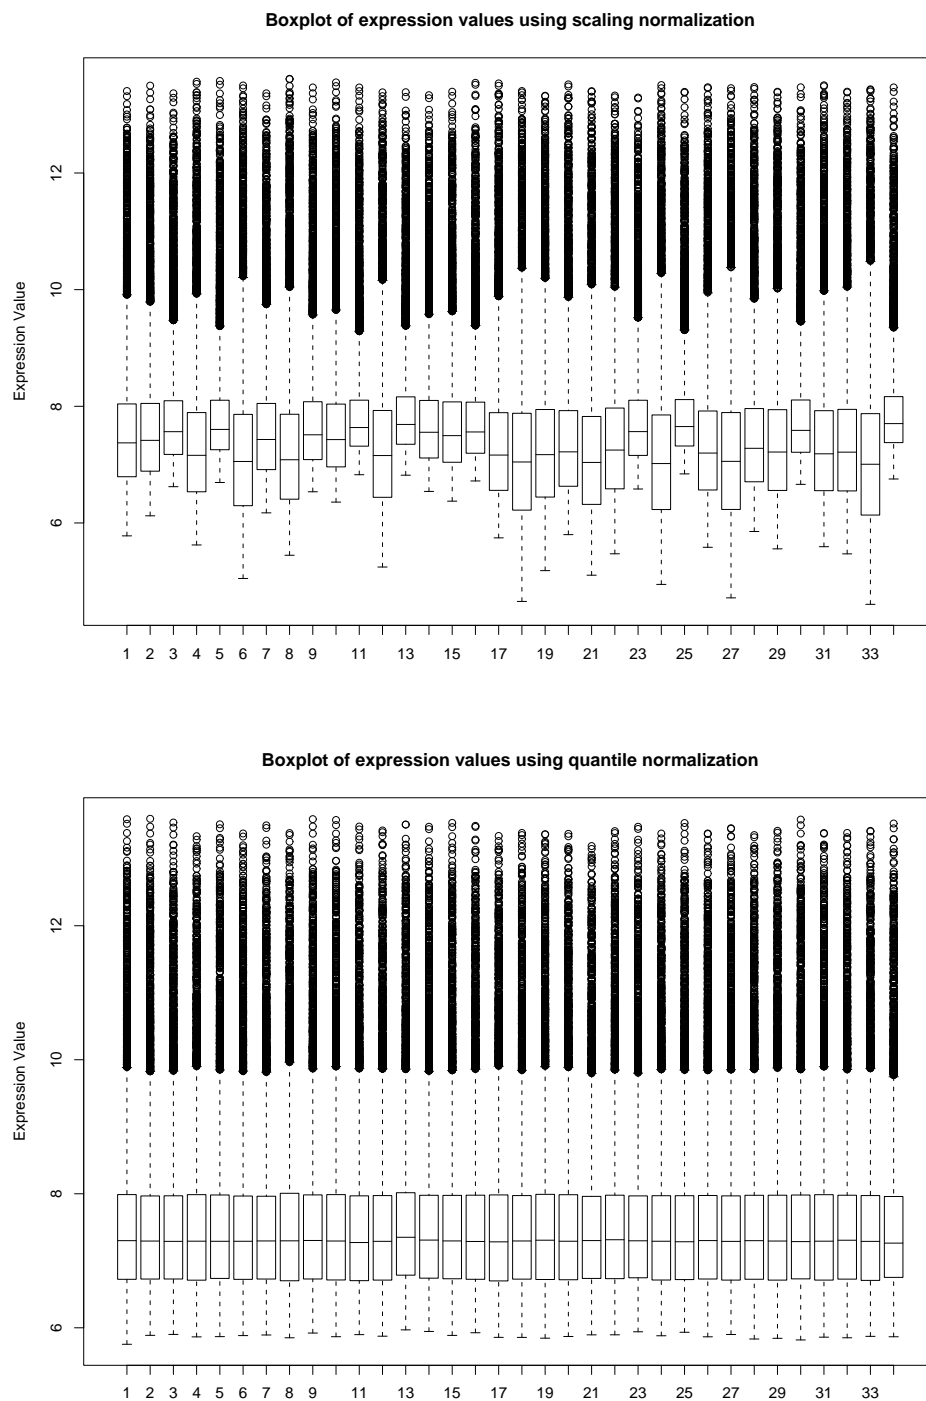 Boxplot of expression values using scaling normalization
12
10
8
6
Expression Value
1 2 3 4 5 6 7 8 9 11 13 15 17 19 21 23 25 27 29 31 33
Boxplot of expression values using quantile normalization
12
10
8
6
Expression Value
1 2 3 4 5 6 7 8 9 11 13 15 17 19 21 23 25 27 29 31 33